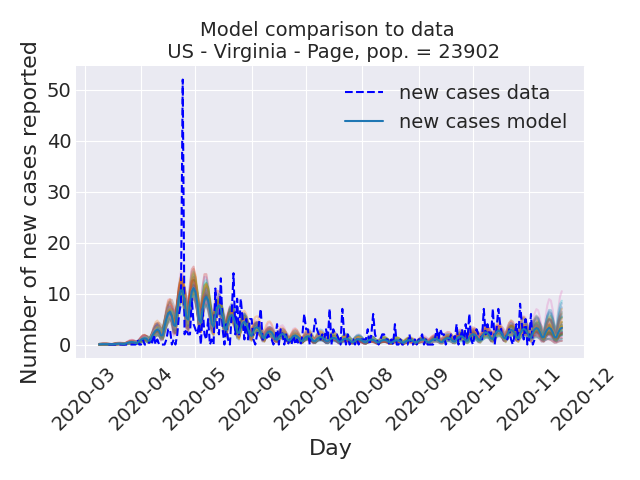 Model comparison to data
US - Virginia - Page, pop. = 23902
Number of new cases reported
50
40
30
20
10
0
new cases data
new cases model
2020-03
2020-04
2020-05
2020-06
2020-07
2020-08
2020-09
2020-10
2020-11
2020-12
Day